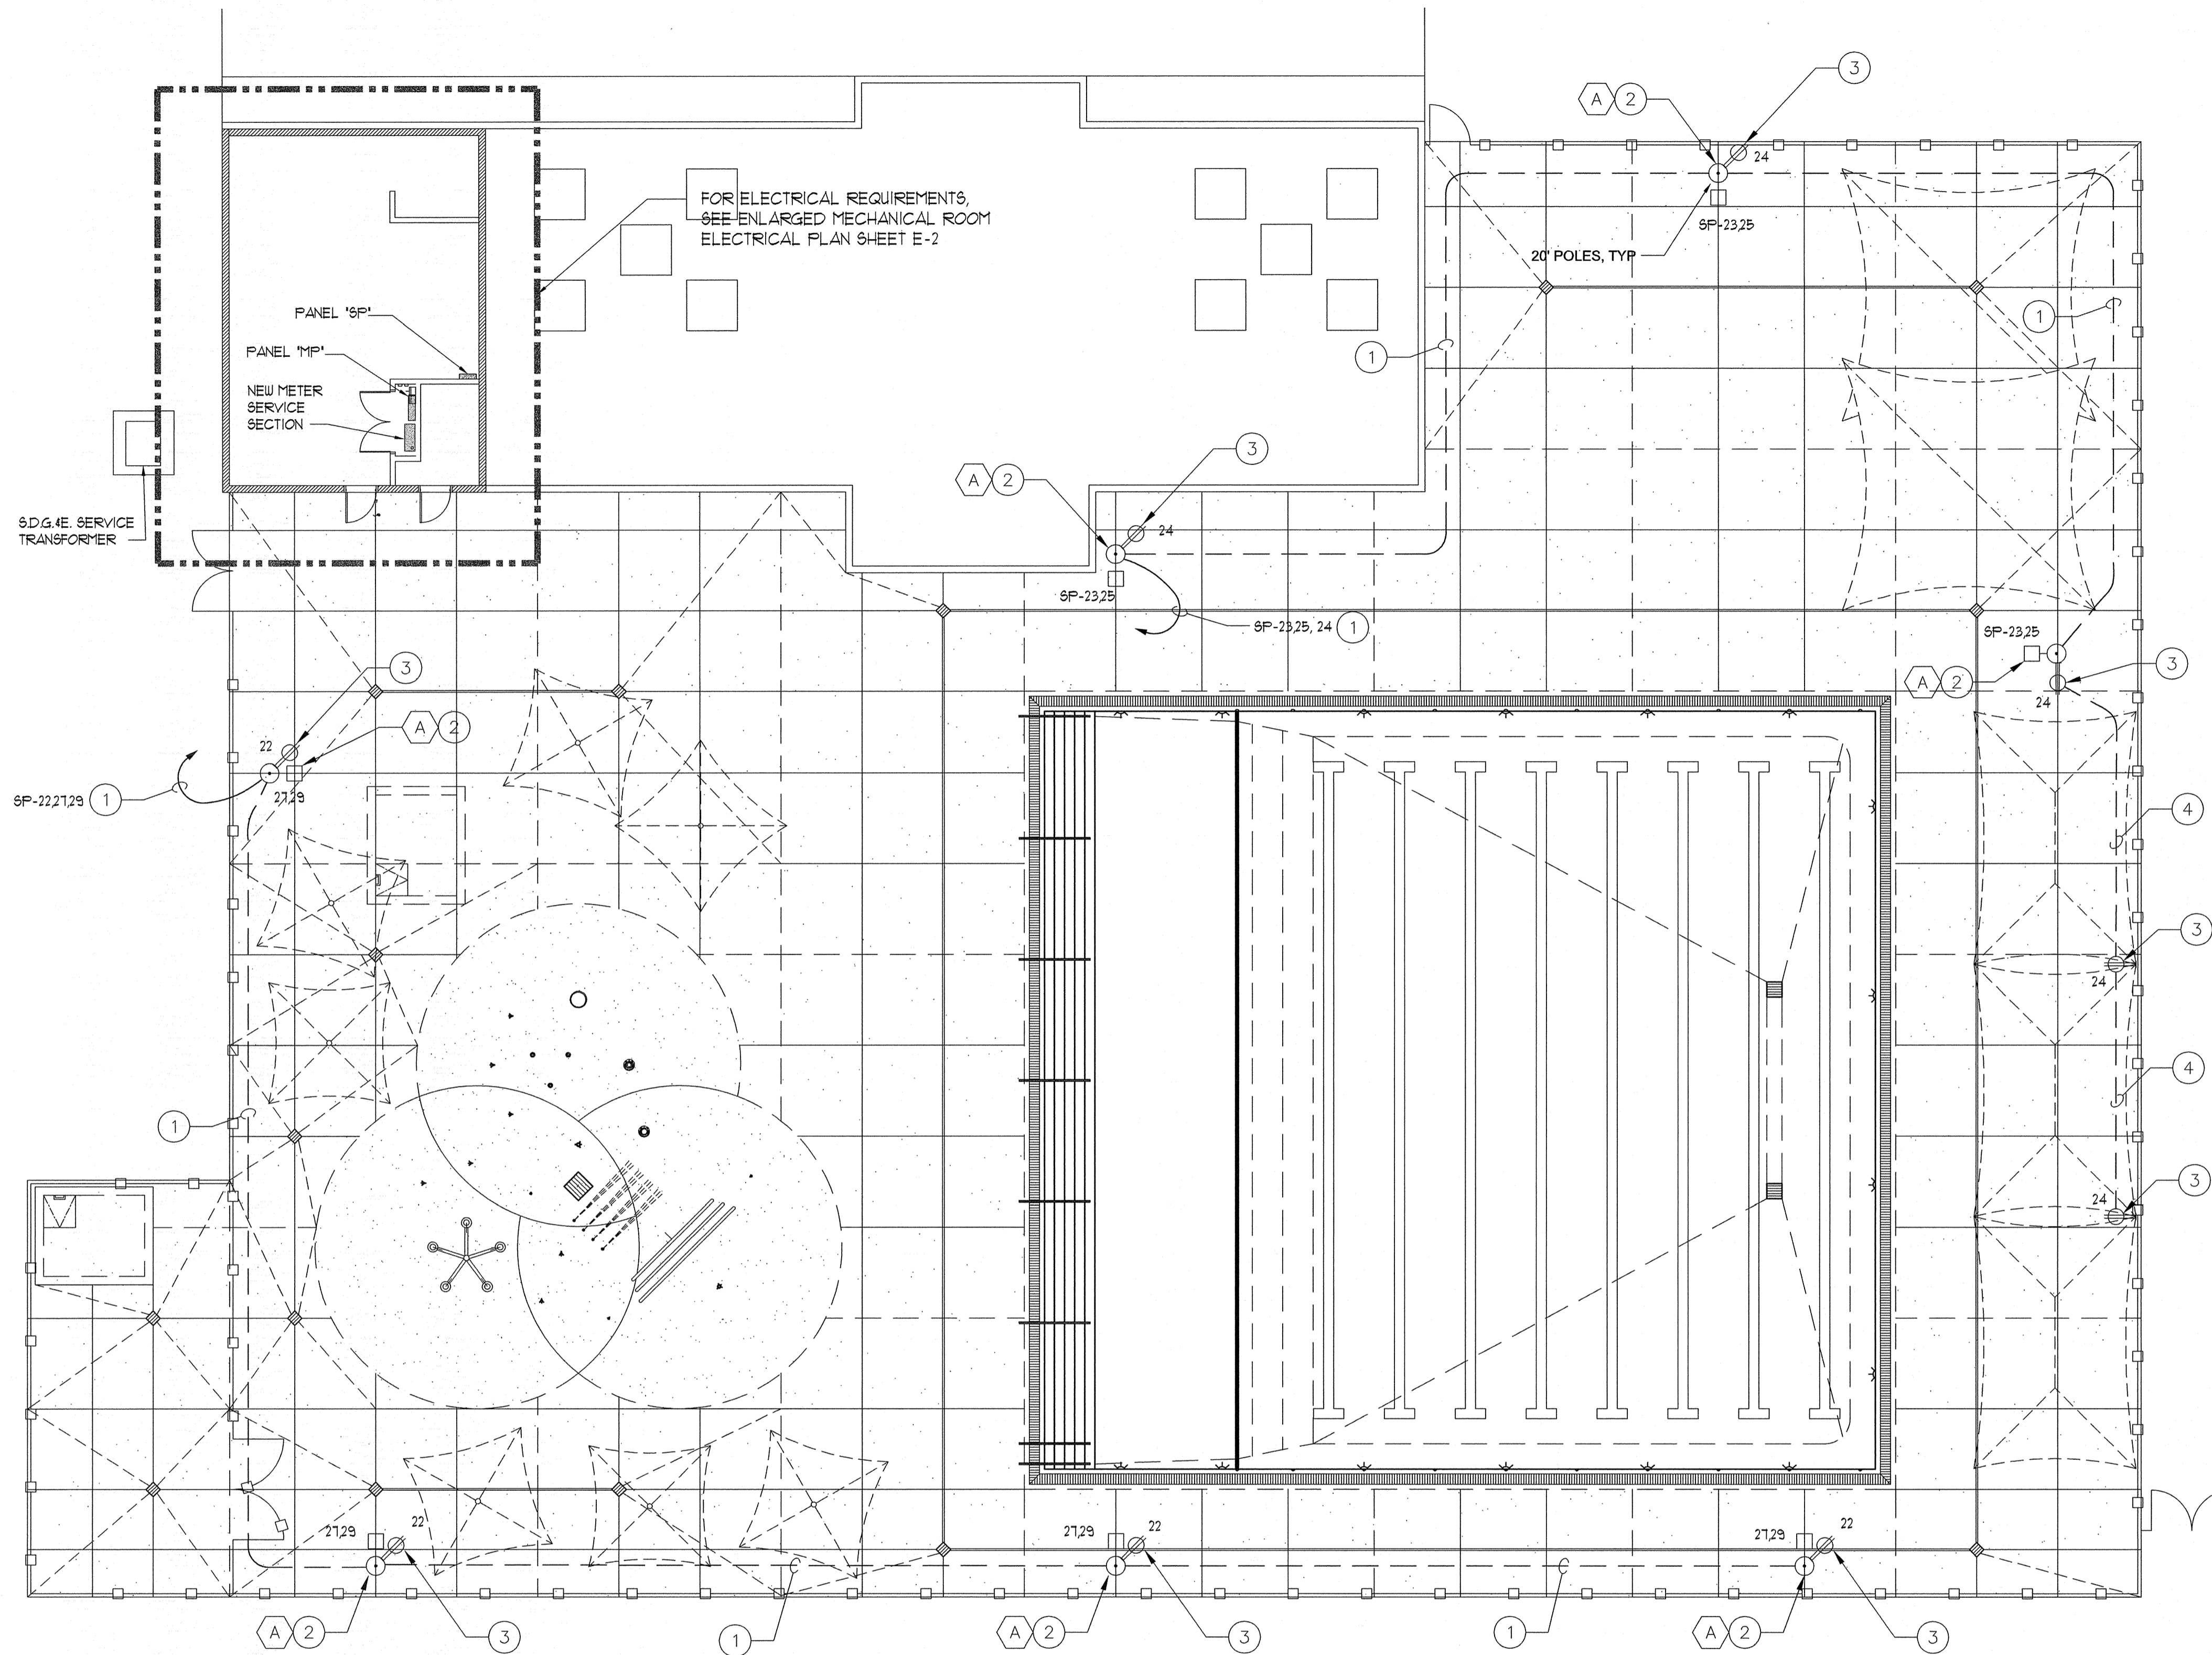 3
A 2
24
SP-23,25
20' POLES, TYP
FOR ELECTRICAL REQUIREMENTS,
SEE ENLARGED MECHANICAL ROOM
ELECTRICAL PLAN SHEET E-2
PANEL "SP"
PANEL "MP"
NEW METER
SERVICE
SECTION
1
1
S.D.G.&E. SERVICE
TRANSFORMER
3
A 2
24
SP-23,25
SP-23,25, 24 1
SP-23,25
A 2
3
24
3
A 2
22
27,29
SP-22,27,29 1
4
3
24
4
1
3
24
27,29
22
27,29
22
27,29
22
A 2
3
1
A 2
3
1
A 2
3